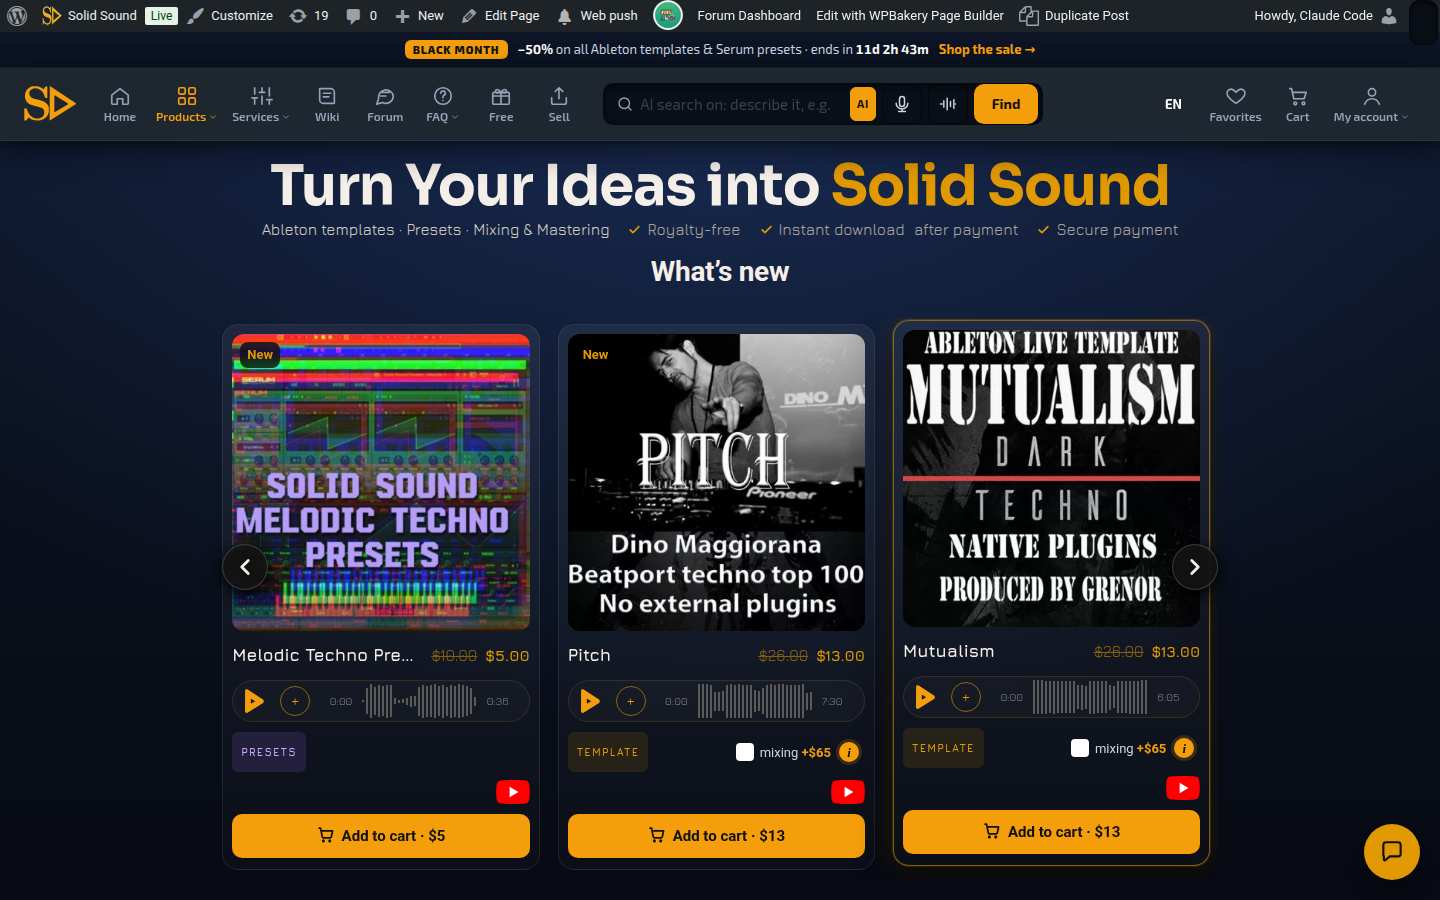 Solid Sound Live Customize 19 0 New Edit Page Web push Forum Dashboard Edit with WPBakery Page Builder Duplicate Post Howdy, Claude Code
BLACK MONTH −50% on all Ableton templates & Serum presets · ends in 11d 2h 43m Shop the sale →
Home Products Services Wiki Forum FAQ Free Sell
AI search on: describe it, e.g. AI Find
EN Favorites Cart My account
Turn Your Ideas into Solid Sound
Ableton templates · Presets · Mixing & Mastering ✓ Royalty-free ✓ Instant download after payment ✓ Secure payment
What's new
New
SERUM
SOLID SOUND
MELODIC TECHNO
PRESETS
Melodic Techno Pre... $10.00 $5.00
+ 0:00 0:36
PRESETS
Add to cart · $5
New
DINO M
PITCH
Pioneer
Dino Maggiorana
Beatport techno top 100
No external plugins
Pitch $26.00 $13.00
+ 0:00 7:30
TEMPLATE mixing +$65 i
Add to cart · $13
ABLETON LIVE TEMPLATE
MUTUALISM
DARK
TECHNO
NATIVE PLUGINS
PRODUCED BY GRENOR
Mutualism $26.00 $13.00
+ 0:00 6:05
TEMPLATE mixing +$65 i
Add to cart · $13